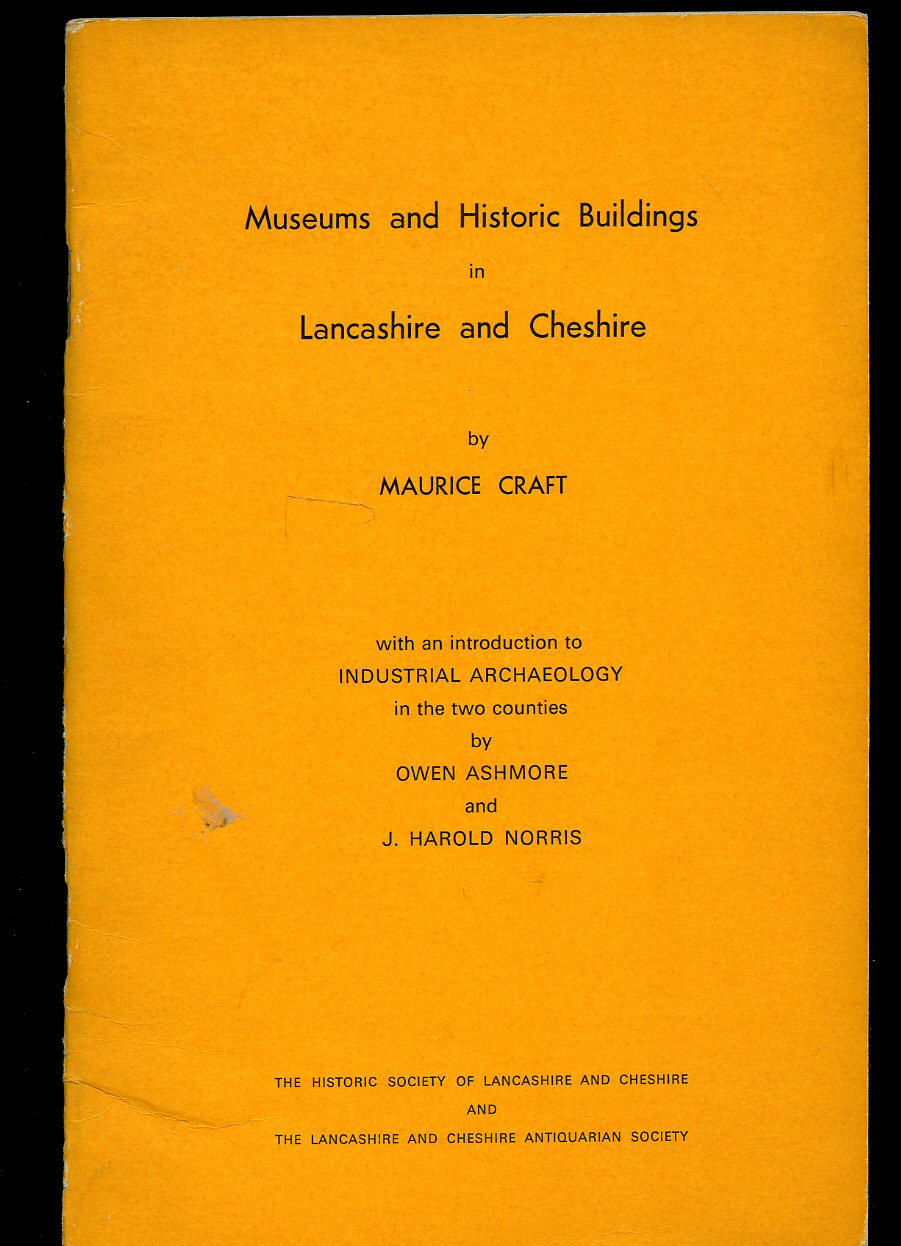 Museums and Historic Buildings
in
Lancashire and Cheshire
by
MAURICE CRAFT
with an introduction to
INDUSTRIAL ARCHAEOLOGY
in the two counties
by
OWEN ASHMORE
and
J. HAROLD NORRIS
THE HISTORIC SOCIETY OF LANCASHIRE AND CHESHIRE
AND
THE LANCASHIRE AND CHESHIRE ANTIQUARIAN SOCIETY